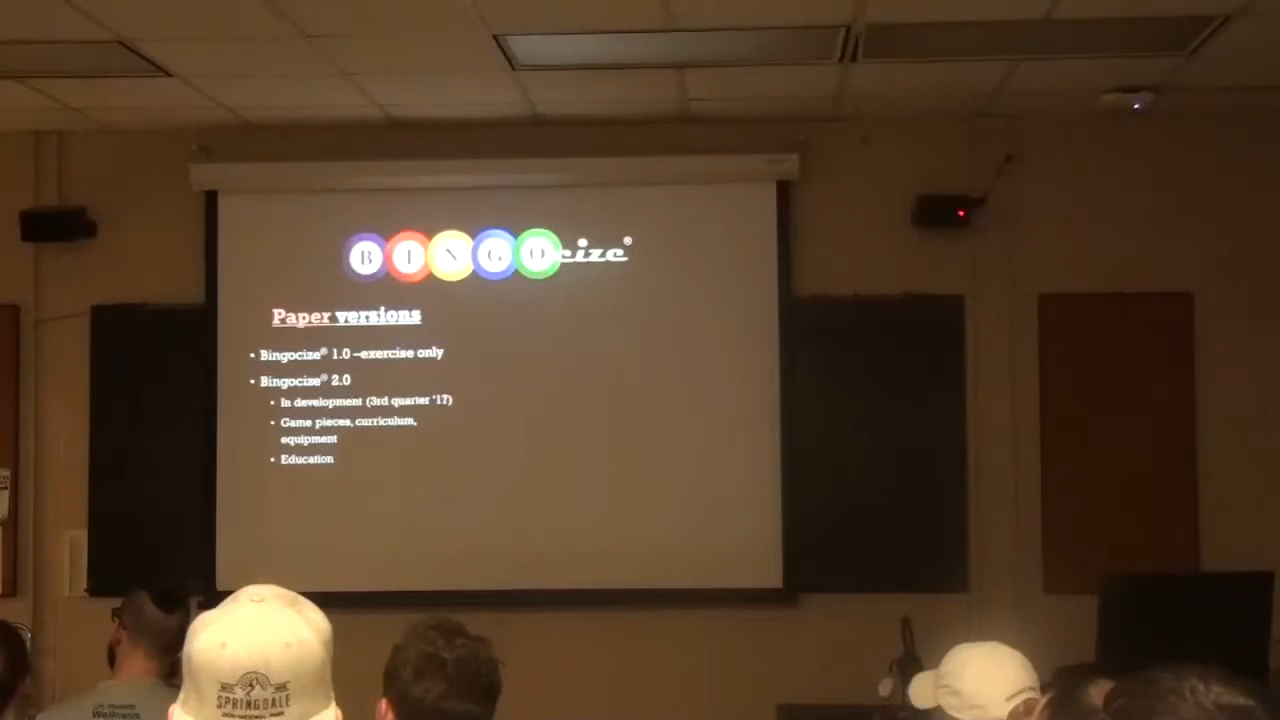 BINGOcize®
Paper versions
• Bingocize® 1.0 –exercise only
• Bingocize® 2.0
• In development (3rd quarter '17)
• Game pieces, curriculum,
equipment
• Education
SPRINGDALE
Wellness